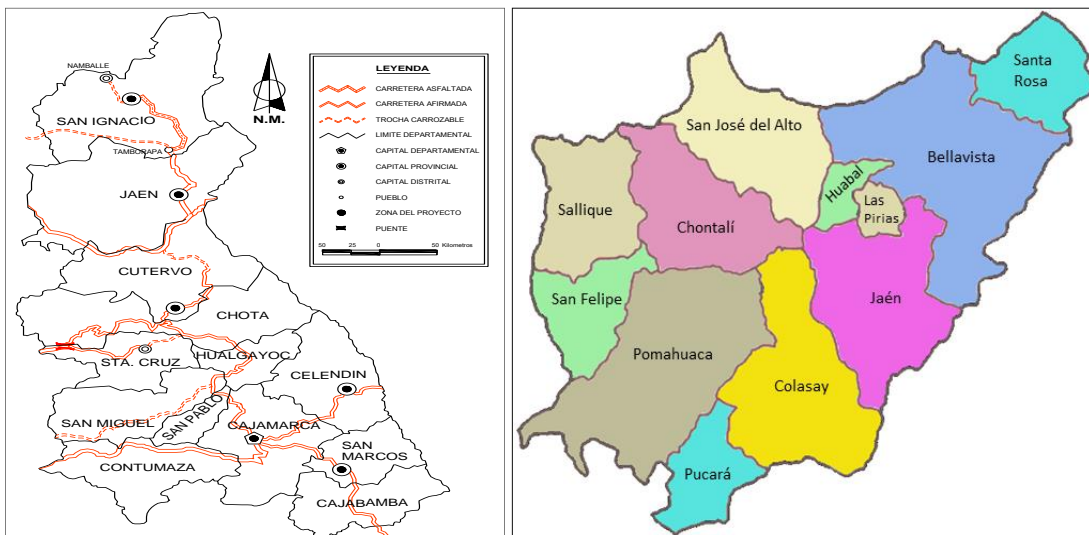 NAMBALLE
SAN IGNACIO
TAMBORAPA
JAEN
CUTERVO
CHOTA
STA. CRUZ
HUALGAYOC
CELENDIN
SAN MIGUEL
SAN PABLO
CAJAMARCA
SAN
MARCOS
CONTUMAZA
CAJABAMBA
N.M.
LEYENDA
CARRETERA ASFALTADA
CARRETERA AFIRMADA
TROCHA CARROZABLE
LIMITE DEPARTAMENTAL
CAPITAL DEPARTAMENTAL
CAPITAL PROVINCIAL
CAPITAL DISTRITAL
PUEBLO
ZONA DEL PROYECTO
PUENTE
50 25 0 50 Kilometros
Santa
Rosa
San José del Alto
Bellavista
Huabal
Las
Pirias
Sallique
Chontalí
San Felipe
Jaén
Pomahuaca
Colasay
Pucará